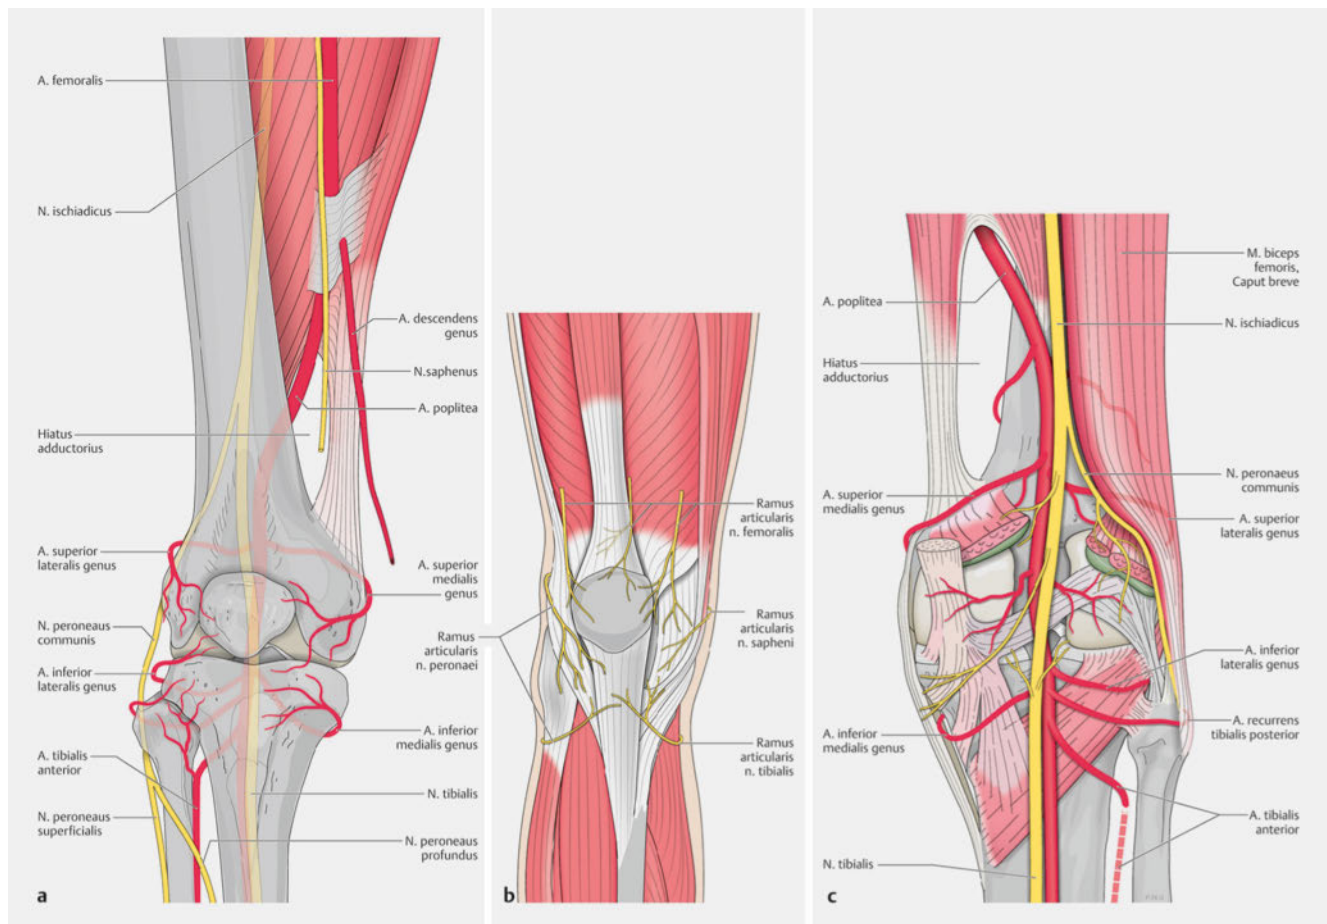 A. femoralis
N. ischiadicus
A. descendens
genus
N.saphenus
A. poplitea
Hiatus
adductorius
A. superior
lateralis genus
A. superior
medialis
genus
N. peroneaus
communis
A. inferior
lateralis genus
A. inferior
medialis genus
A. tibialis
anterior
N. tibialis
N. peroneaus
superficialis
N. peroneaus
profundus
a
Ramus
articularis
n. femoralis
Ramus
articularis
n. peronaei
Ramus
articularis
n. sapheni
Ramus
articularis
n. tibialis
b
M. biceps
femoris,
Caput breve
A. poplitea
N. ischiadicus
Hiatus
adductorius
N. peronaeus
communis
A. superior
medialis genus
A. superior
lateralis genus
A. inferior
lateralis genus
A. recurrens
tibialis posterior
A. inferior
medialis genus
A. tibialis
anterior
N. tibialis
c